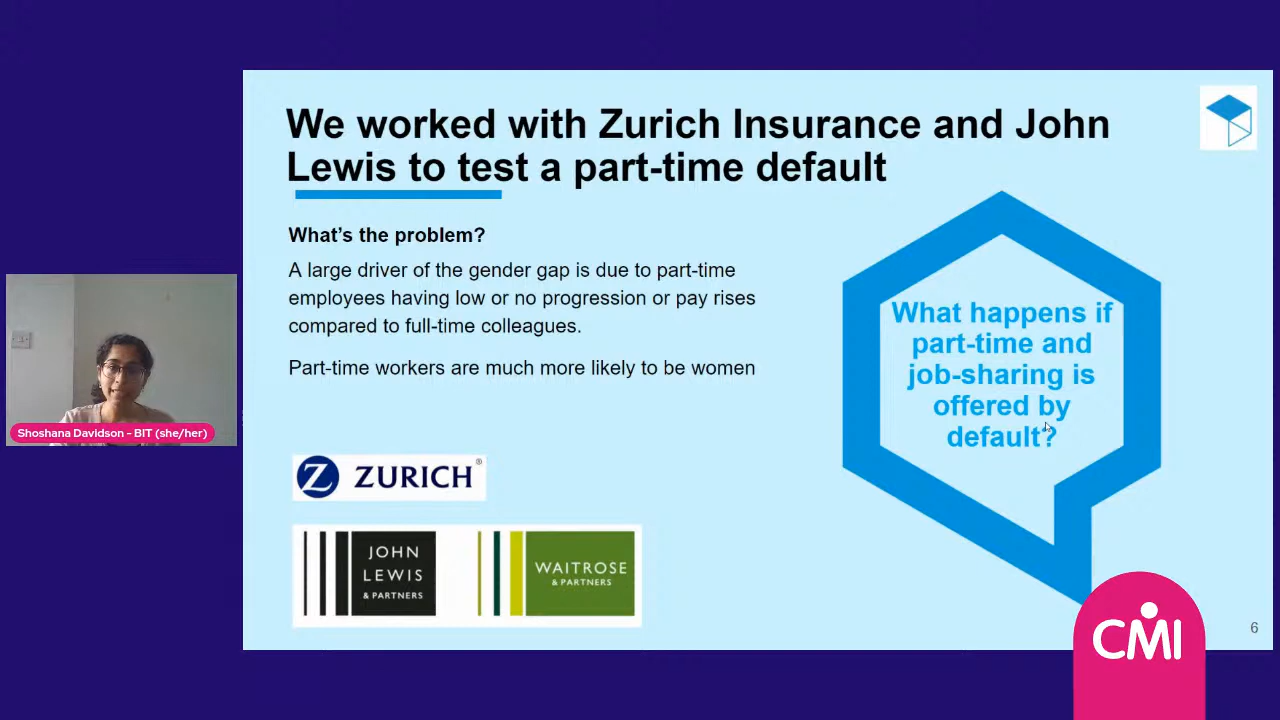 We worked with Zurich Insurance and John
Lewis to test a part-time default
What's the problem?
A large driver of the gender gap is due to part-time
employees having low or no progression or pay rises
compared to full-time colleagues.
Part-time workers are much more likely to be women
What happens if
part-time and
job-sharing is
offered by
default?
Shoshana Davidson - BIT (she/her)
Z ZURICH®
JOHN
LEWIS
& PARTNERS
WAITROSE
& PARTNERS
6
CMI